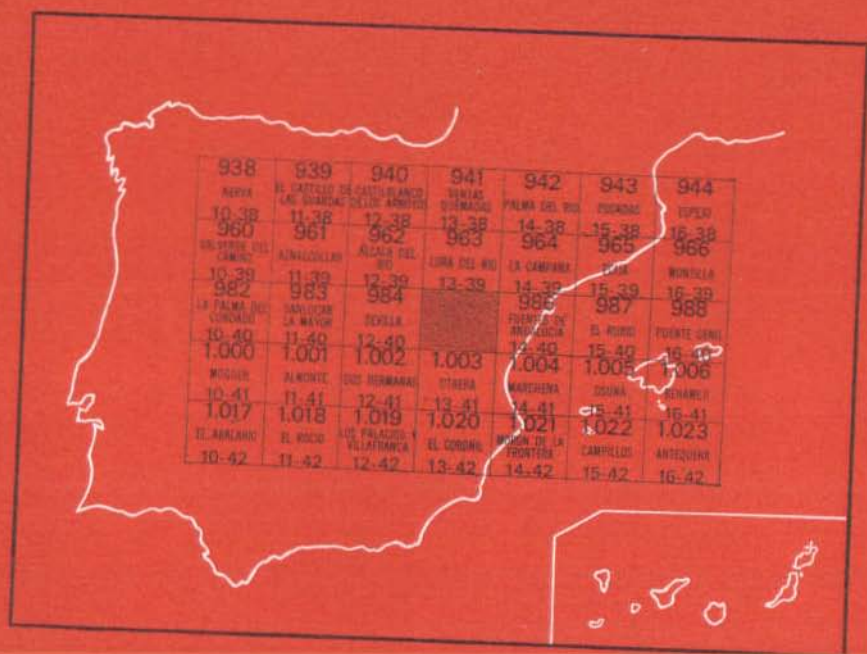 938 939 940 941 942 943 944
NERVA EL CASTILLO DE LAS GUARDAS CASTILBLANCO DE LOS ARROYOS VENTAS QUEMADAS PALMA DEL RIO POSADAS ESPEJO
10-38 11-38 12-38 13-38 14-38 15-38 16-38
960 961 962 963 964 965 966
VALVERDE DEL CAMINO AZNALCOLLAR ALCALA DEL RIO LORA DEL RIO LA CAMPANA ECIJA MONTILLA
10-39 11-39 12-39 13-39 14-39 15-39 16-39
982 983 984 986 987 988
LA PALMA DEL CONDADO SANLUCAR LA MAYOR SEVILLA FUENTES DE ANDALUCIA EL RUBIO PUENTE GENIL
10-40 11-40 12-40 14-40 15-40 16-40
1.000 1.001 1.002 1.003 1.004 1.005 1.006
MOGUER ALMONTE DOS HERMANAS UTRERA MARCHENA OSUNA BENAMEJI
10-41 11-41 12-41 13-41 14-41 15-41 16-41
1.017 1.018 1.019 1.020 1.021 1.022 1.023
EL ABALARIO EL ROCIO LOS PALACIOS Y VILLAFRANCA EL CORONIL MORON DE LA FRONTERA CAMPILLOS ANTEQUERA
10-42 11-42 12-42 13-42 14-42 15-42 16-42